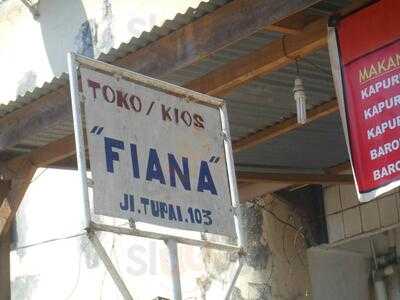 TOKO / KIOS
"FIANA"
JL.TUPAI.103
MAKAN
KAPUR
KAPUR
KAPUR
BARO
BARO